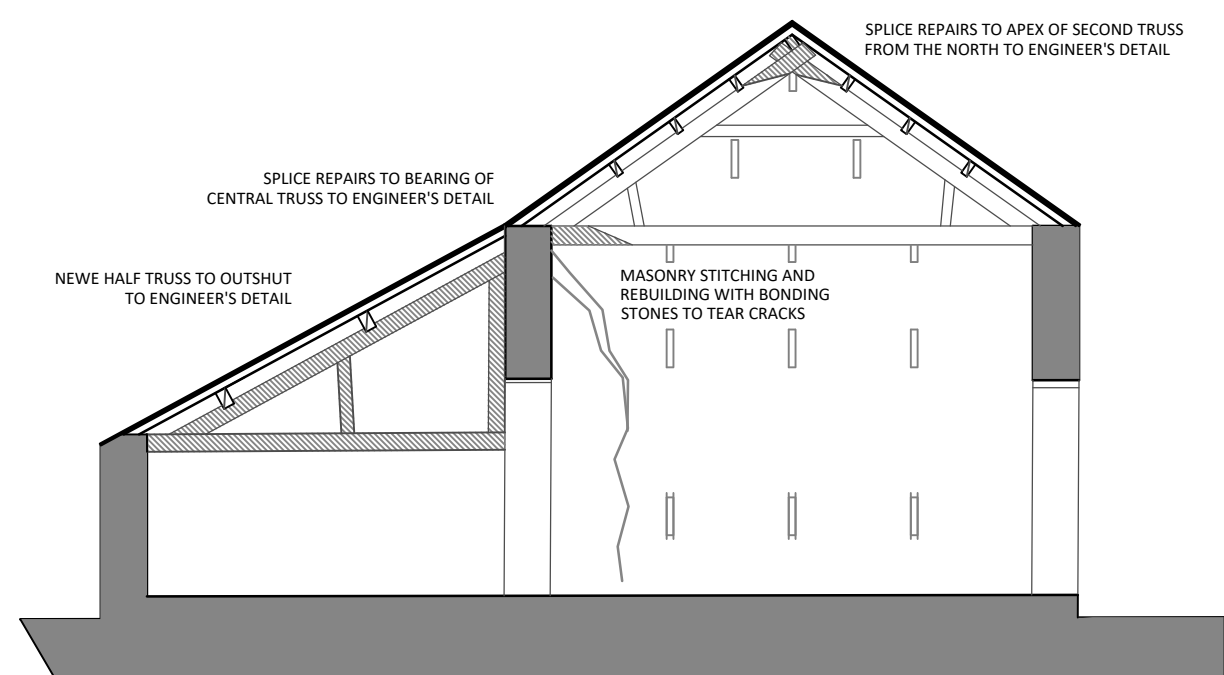 SPLICE REPAIRS TO APEX OF SECOND TRUSS
FROM THE NORTH TO ENGINEER'S DETAIL
SPLICE REPAIRS TO BEARING OF
CENTRAL TRUSS TO ENGINEER'S DETAIL
NEWE HALF TRUSS TO OUTSHUT
TO ENGINEER'S DETAIL
MASONRY STITCHING AND
REBUILDING WITH BONDING
STONES TO TEAR CRACKS